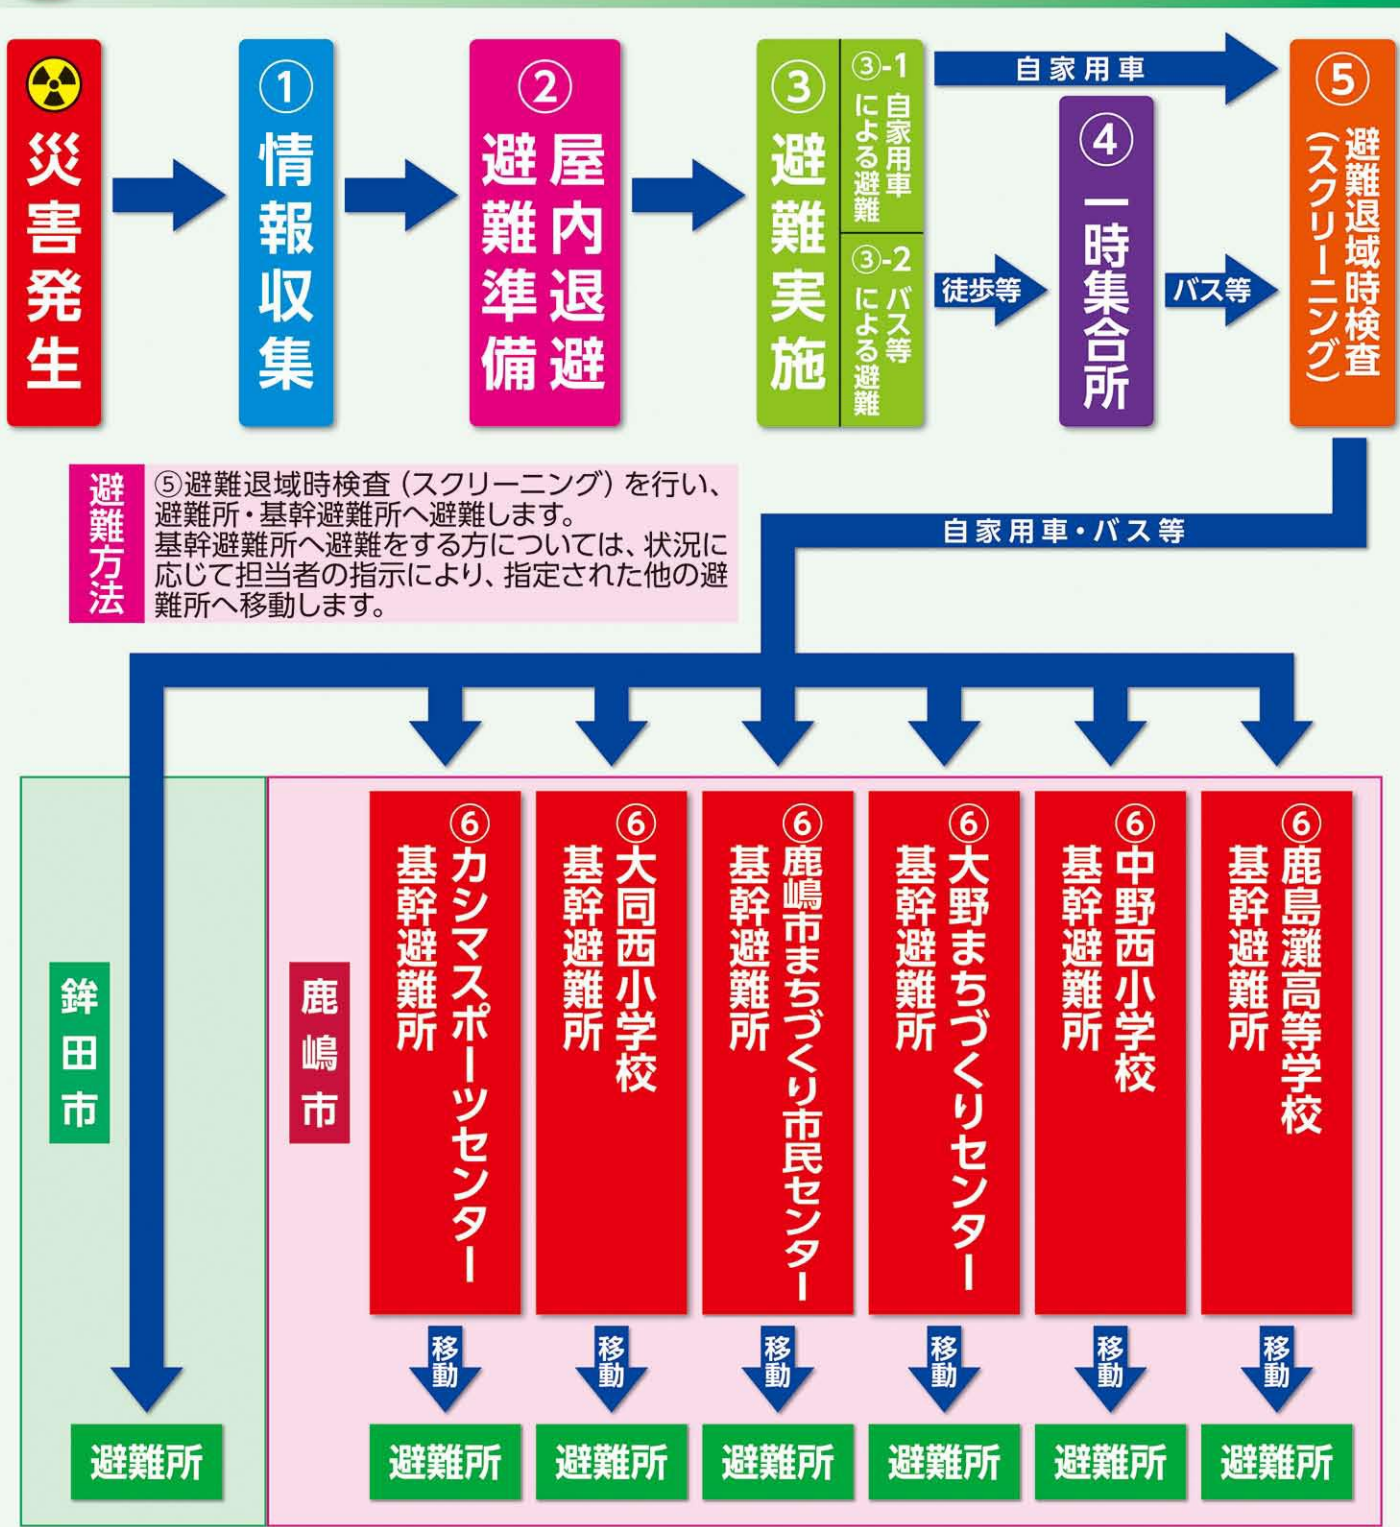 災害発生
①
情報収集
②
屋内退避
避難準備
③
避難実施
③-1
自家用車
による避難
③-2
バス等
による避難
自家用車
徒歩等
④
一時集合所
バス等
⑤
避難退域時検査
(スクリーニング)
避難方法
⑤避難退域時検査(スクリーニング)を行い、
避難所・基幹避難所へ避難します。
基幹避難所へ避難をする方については、状況に
応じて担当者の指示により、指定された他の避
難所へ移動します。
自家用車・バス等
鉾田市
避難所
鹿嶋市
⑥カシマスポーツセンター
基幹避難所
移動
避難所
⑥大同西小学校
基幹避難所
移動
避難所
⑥鹿嶋市まちづくり市民センター
基幹避難所
移動
避難所
⑥大野まちづくりセンター
基幹避難所
移動
避難所
⑥中野西小学校
基幹避難所
移動
避難所
⑥鹿島灘高等学校
基幹避難所
移動
避難所